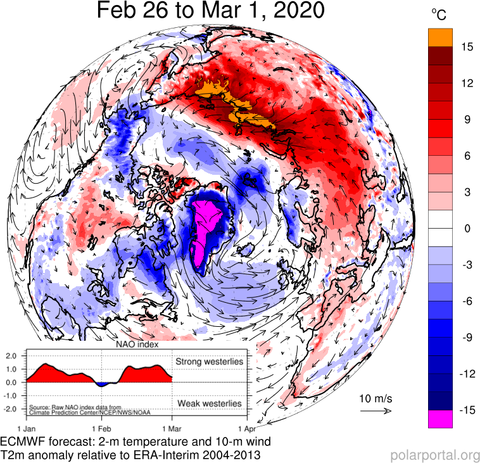 Feb 26 to Mar 1, 2020
°C
15
12
9
6
3
0
-3
-6
-9
-12
-15
NAO index
2.0
1.0
0.0
-1.0
-2.0
Strong westerlies
Weak westerlies
Source: Raw NAO index data from
Climate Prediction Center/NCEP/NWS/NOAA
1 Jan
1 Feb
1 Mar
1 Apr
10 m/s
ECMWF forecast: 2-m temperature and 10-m wind
T2m anomaly relative to ERA-Interim 2004-2013
polarportal.org